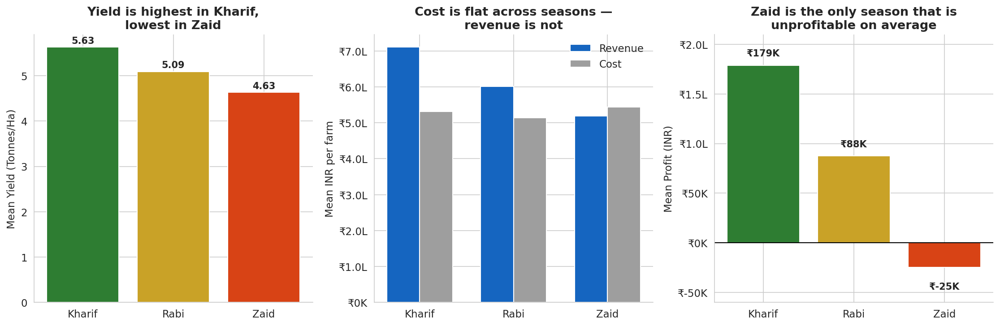 Yield is highest in Kharif,
lowest in Zaid
Mean Yield (Tonnes/Ha)
5
4
3
2
1
0
5.63
5.09
4.63
Kharif
Rabi
Zaid
Cost is flat across seasons —
revenue is not
Mean INR per farm
₹7.0L
₹6.0L
₹5.0L
₹4.0L
₹3.0L
₹2.0L
₹1.0L
₹0K
Revenue
Cost
Kharif
Rabi
Zaid
Zaid is the only season that is
unprofitable on average
Mean Profit (INR)
₹2.0L
₹1.5L
₹1.0L
₹50K
₹0K
₹-50K
₹179K
₹88K
₹-25K
Kharif
Rabi
Zaid